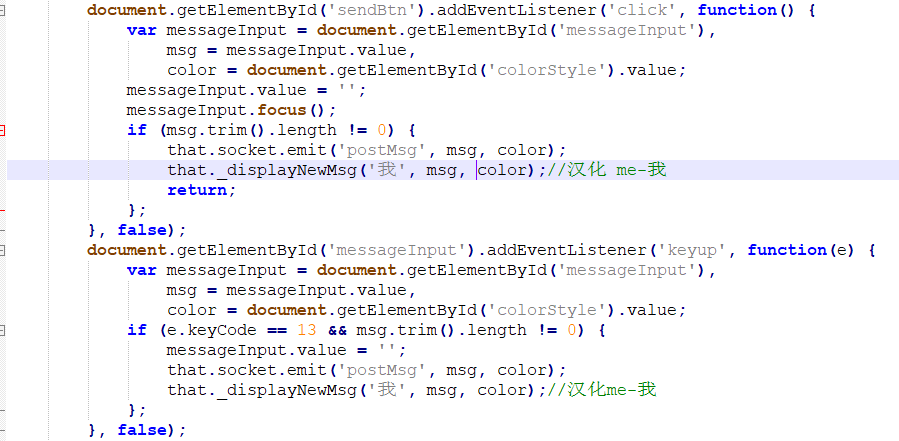 document.getElementById('sendBtn').addEventListener('click', function() {
var messageInput = document.getElementById('messageInput'),
msg = messageInput.value,
color = document.getElementById('colorStyle').value;
messageInput.value = '';
messageInput.focus();
if (msg.trim().length != 0) {
that.socket.emit('postMsg', msg, color);
that._displayNewMsg('我', msg, color);//汉化 me-我
return;
};
}, false);
document.getElementById('messageInput').addEventListener('keyup', function(e) {
var messageInput = document.getElementById('messageInput'),
msg = messageInput.value,
color = document.getElementById('colorStyle').value;
if (e.keyCode == 13 && msg.trim().length != 0) {
messageInput.value = '';
that.socket.emit('postMsg', msg, color);
that._displayNewMsg('我', msg, color);//汉化me-我
};
}, false);